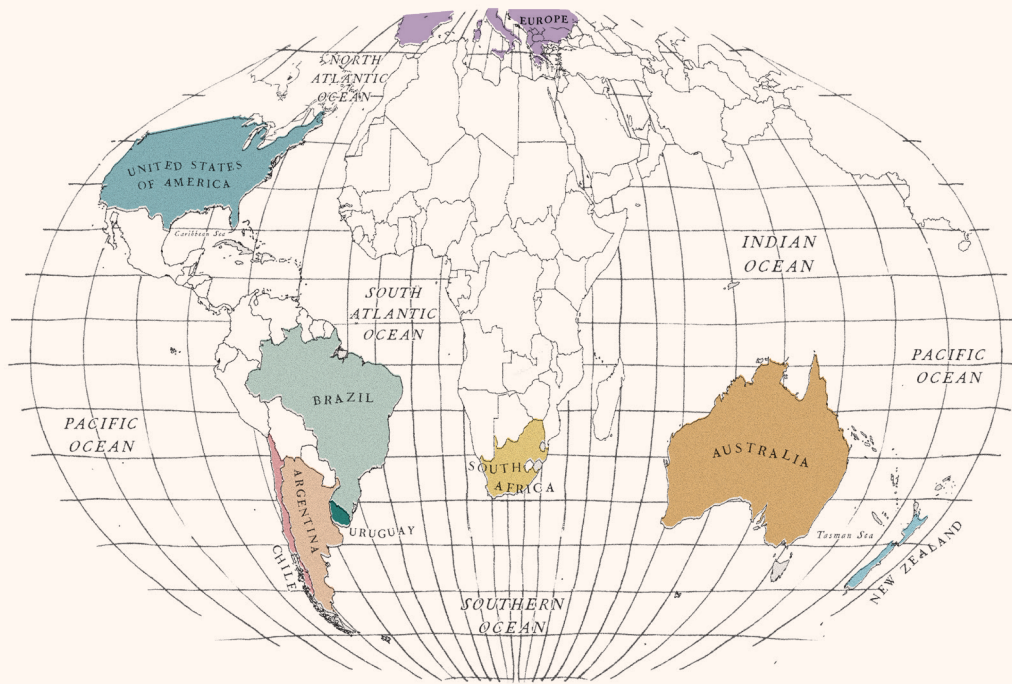 EUROPE
NORTH
ATLANTIC
OCEAN
UNITED STATES
OF AMERICA
Caribbean Sea
INDIAN
OCEAN
SOUTH
ATLANTIC
OCEAN
PACIFIC
OCEAN
BRAZIL
PACIFIC
OCEAN
AUSTRALIA
SOUTH
AFRICA
ARGENTINA
URUGUAY
Tasman Sea
NEW ZEALAND
CHILE
SOUTHERN
OCEAN